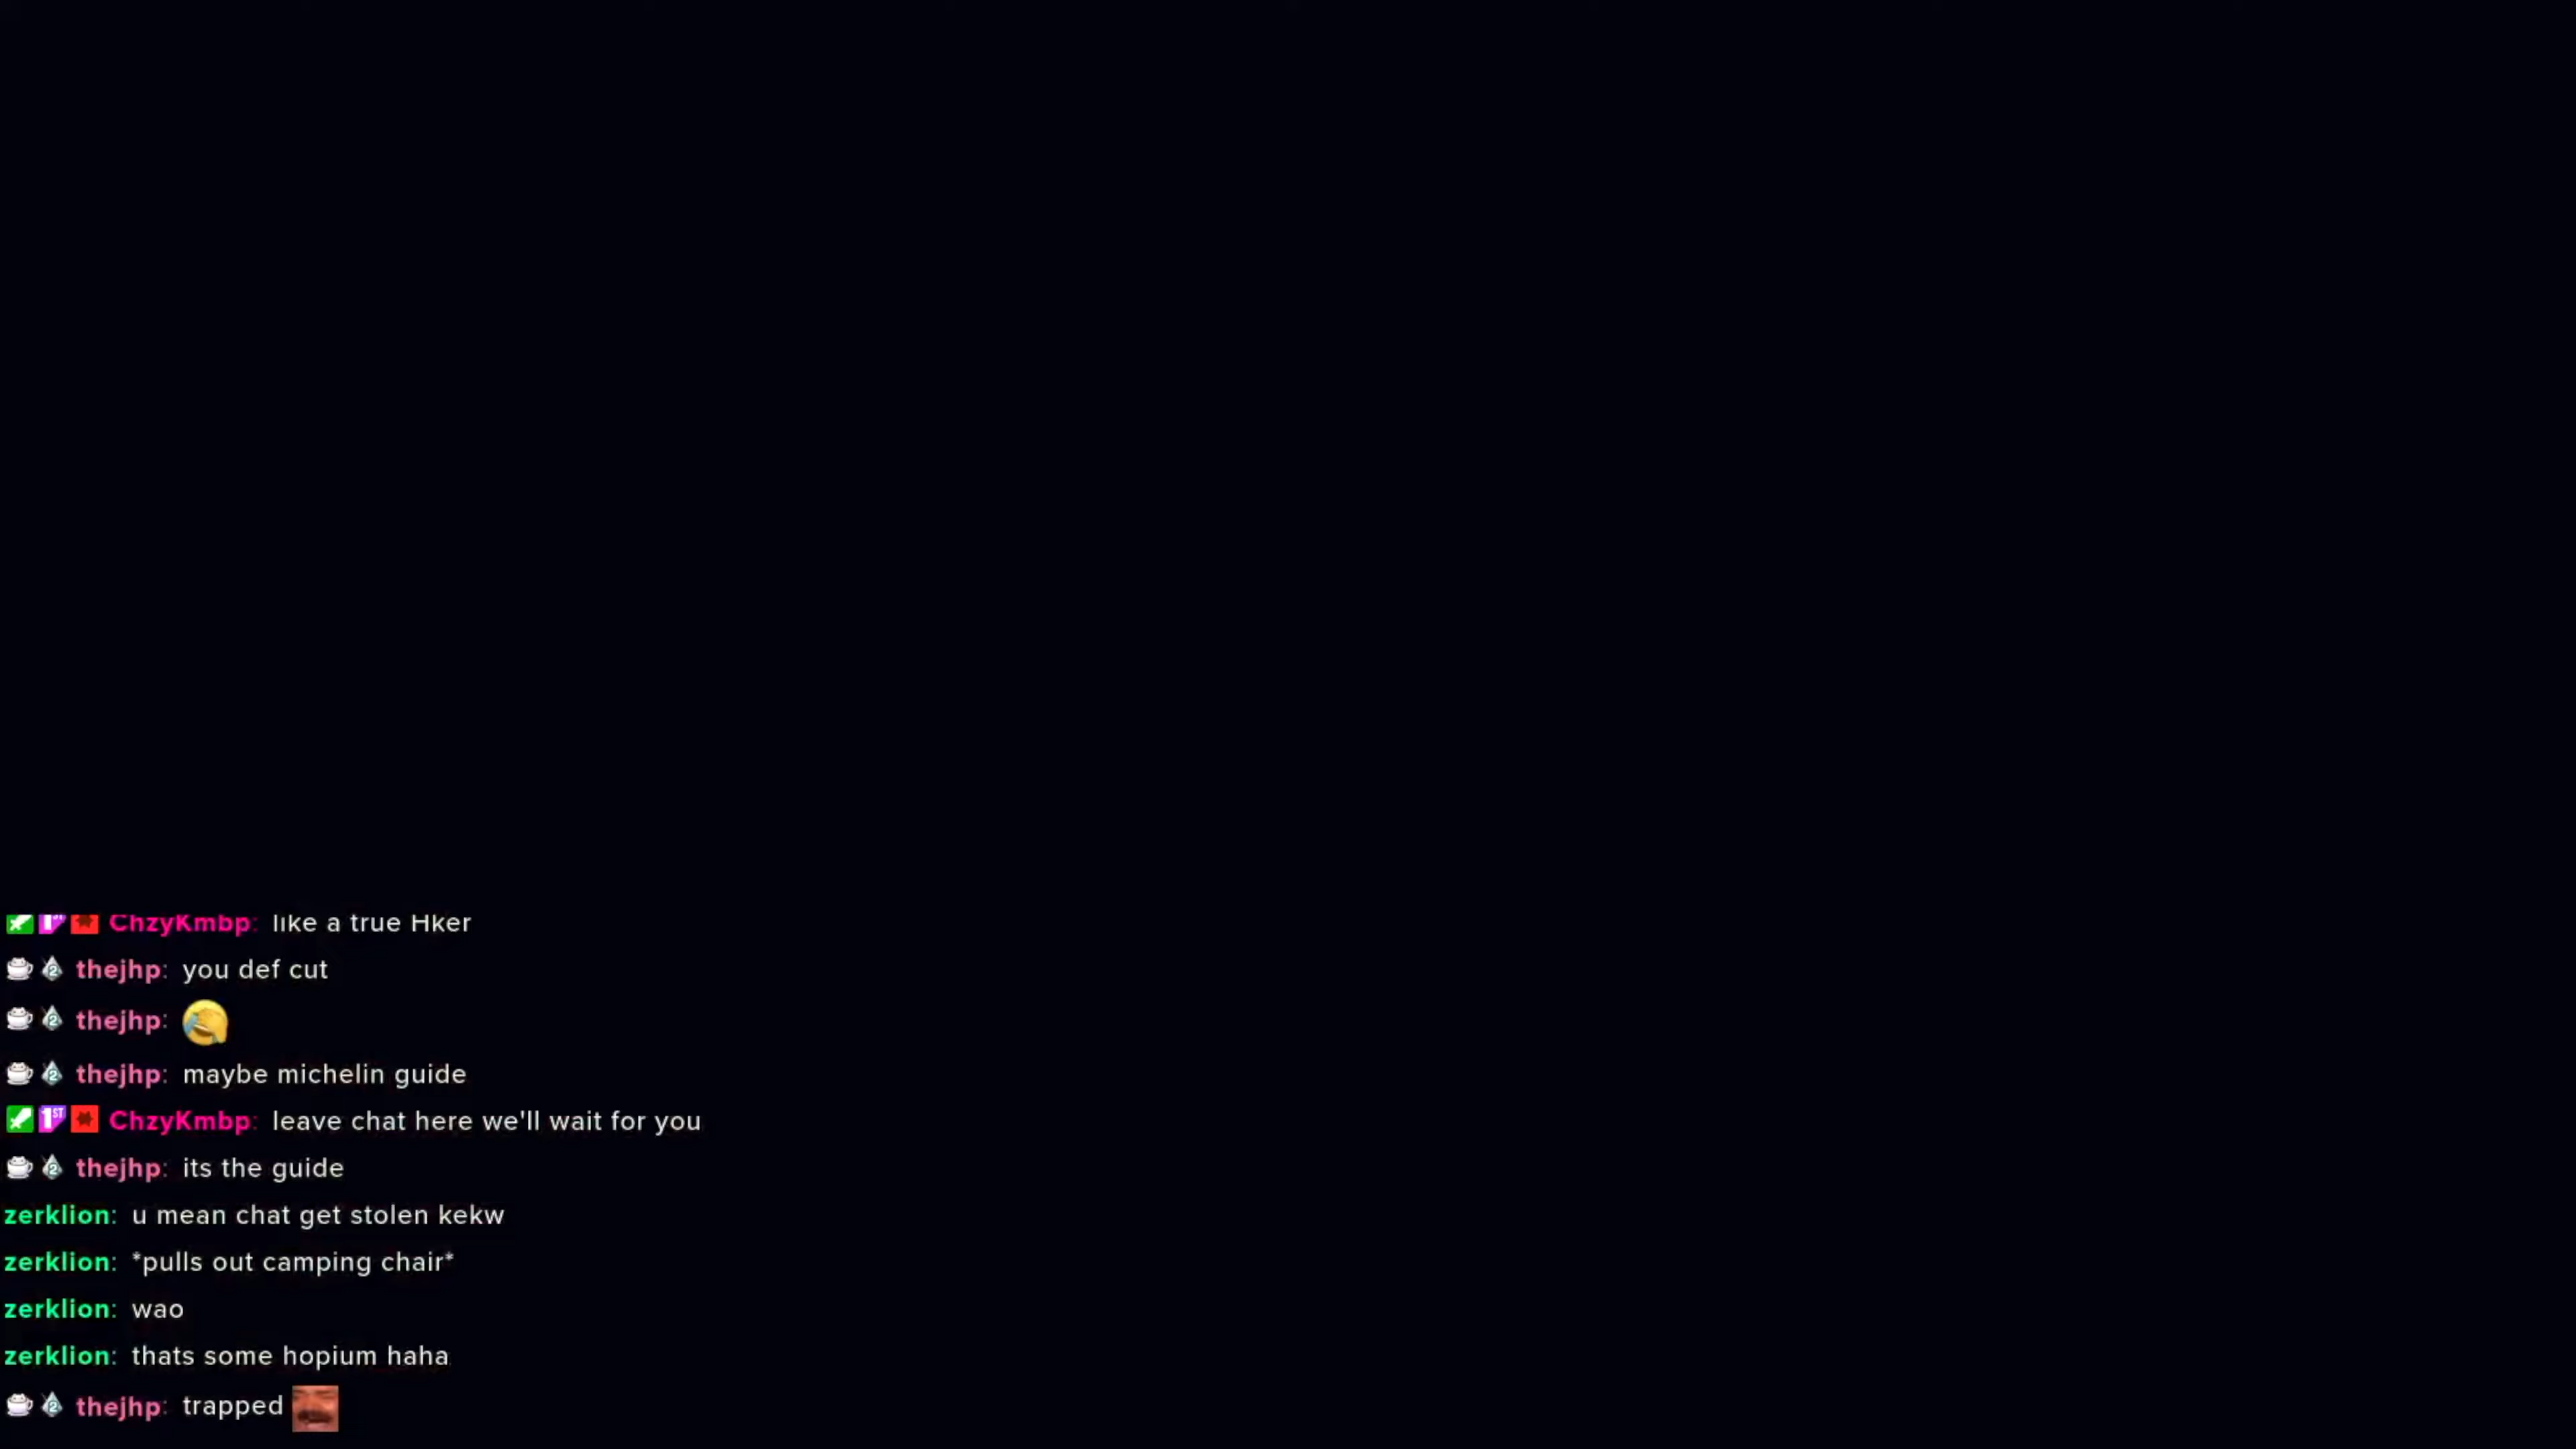 ChzyKmbp: like a true Hker
thejhp: you def cut
thejhp:
thejhp: maybe michelin guide
1ST ChzyKmbp: leave chat here we'll wait for you
thejhp: its the guide
zerklion: u mean chat get stolen kekw
zerklion: *pulls out camping chair*
zerklion: wao
zerklion: thats some hopium haha
thejhp: trapped